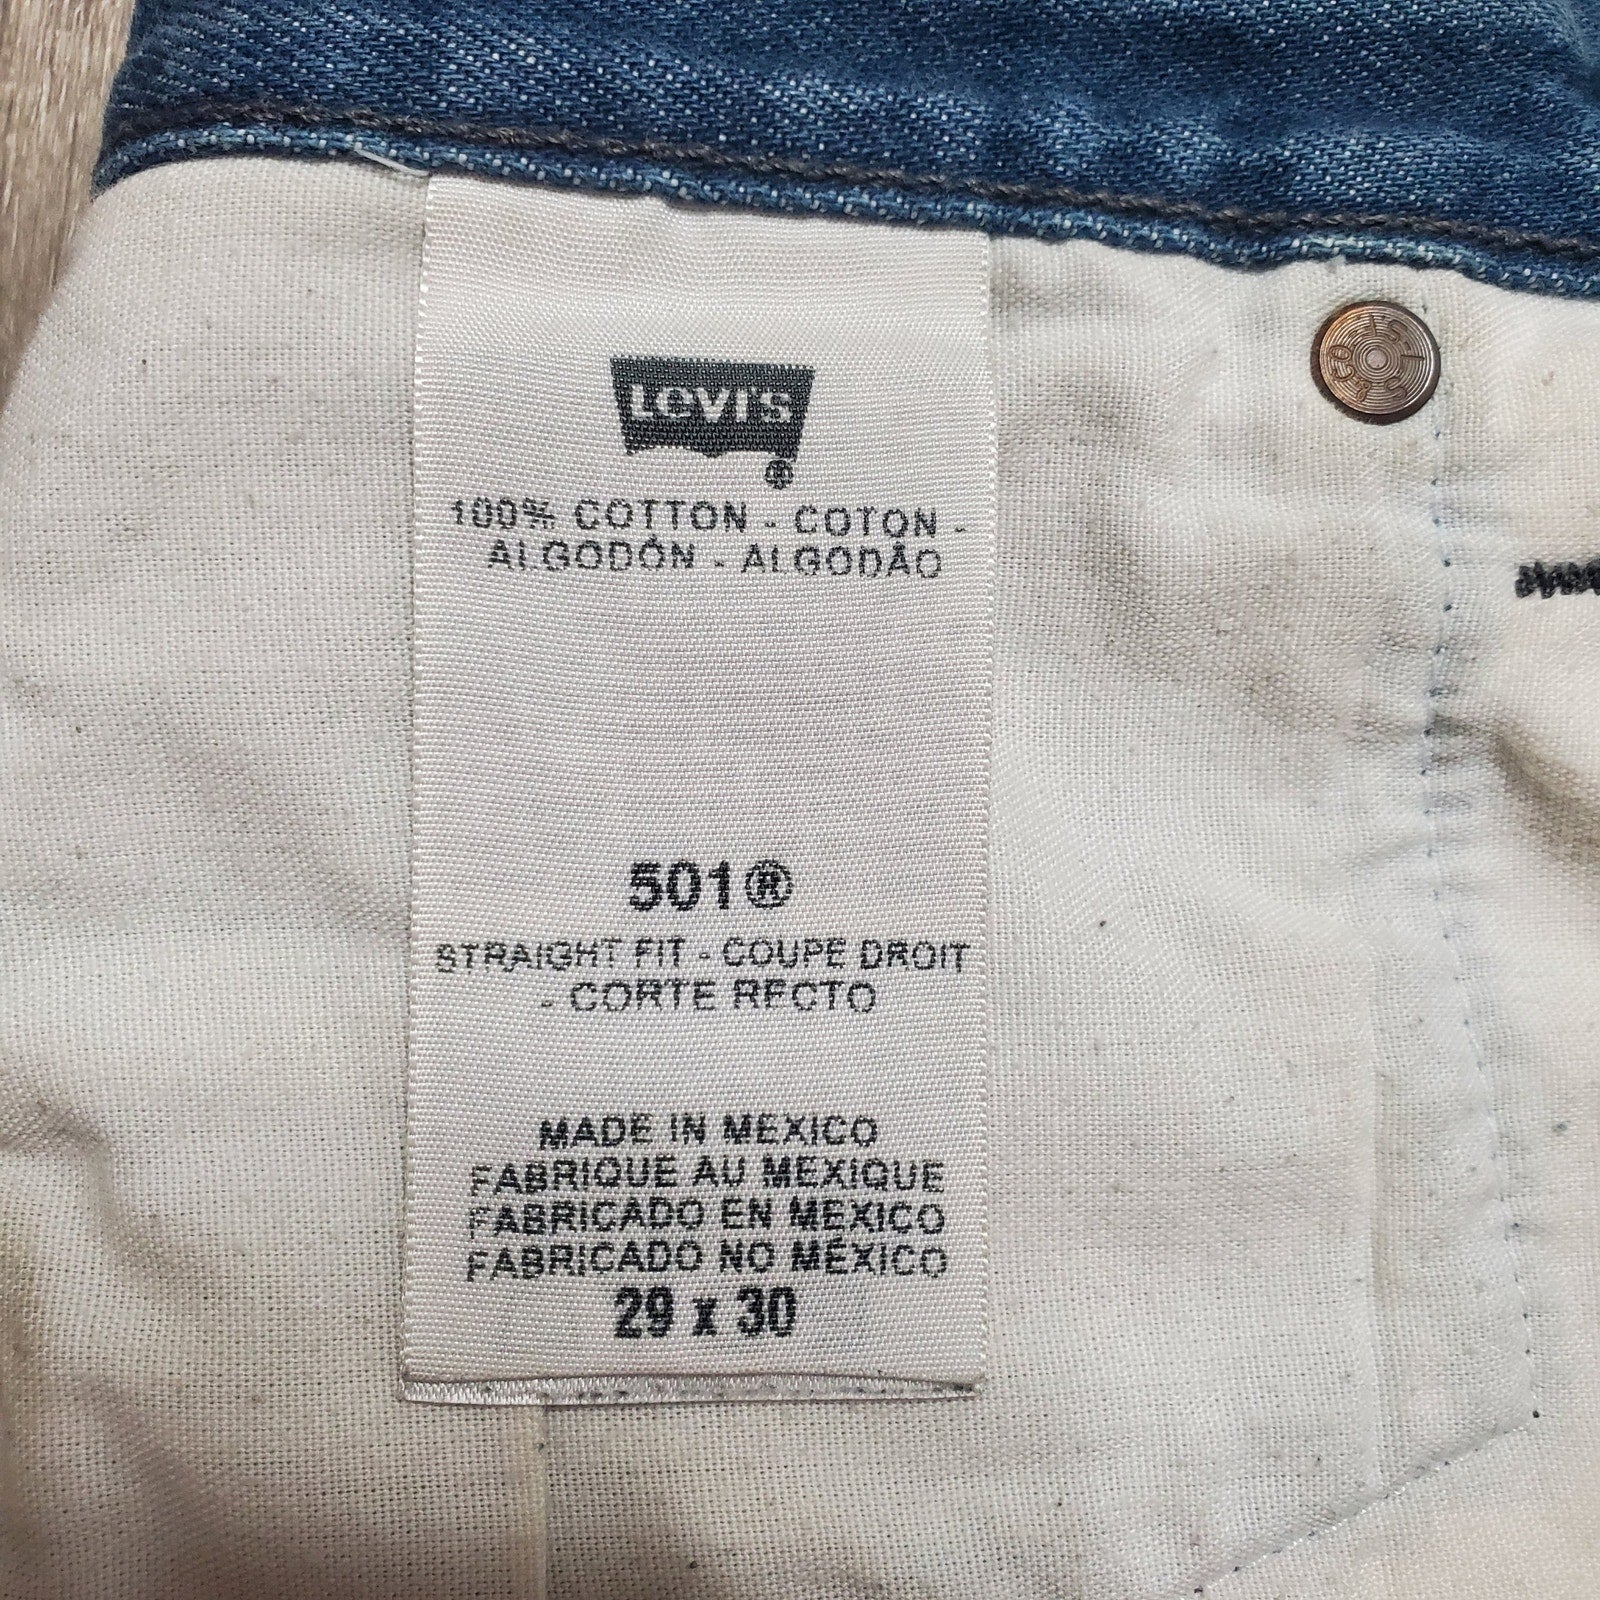 LEVI'S
®
100% COTTON - COTON -
ALGODÓN - ALGODÃO
501®
STRAIGHT FIT - COUPE DROIT
- CORTE RECTO
MADE IN MEXICO
FABRIQUE AU MEXIQUE
FABRICADO EN MEXICO
FABRICADO NO MÉXICO
29 x 30